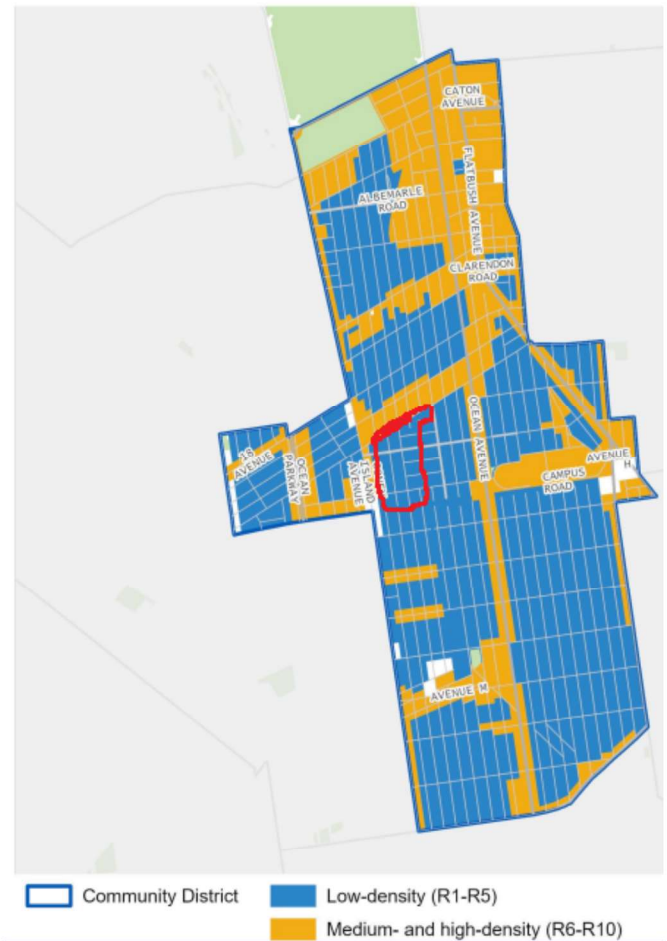 CATON
AVENUE
FLATBUSH AVENUE
ALBEMARLE
ROAD
CLARENDON
ROAD
OCEAN AVENUE
18
AVENUE
OCEAN
PARKWAY
ISLAND
AVENUE
AVENUE
H
CAMPUS
ROAD
AVENUE M
Community District
Low-density (R1-R5)
Medium- and high-density (R6-R10)